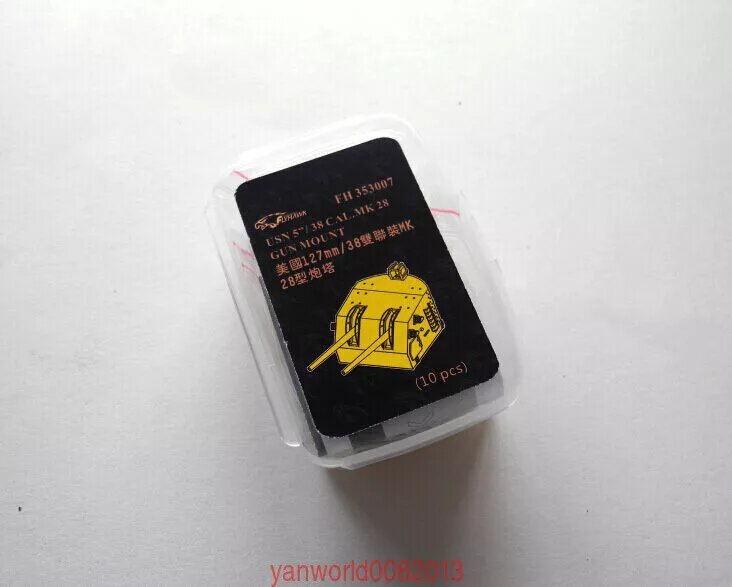 FH 353007
FLYHAWK
USN 5"/38 CAL.MK 28
GUN MOUNT
美國127mm/38雙聯裝MK
28型炮塔
(10 pcs)
yanworld0082013